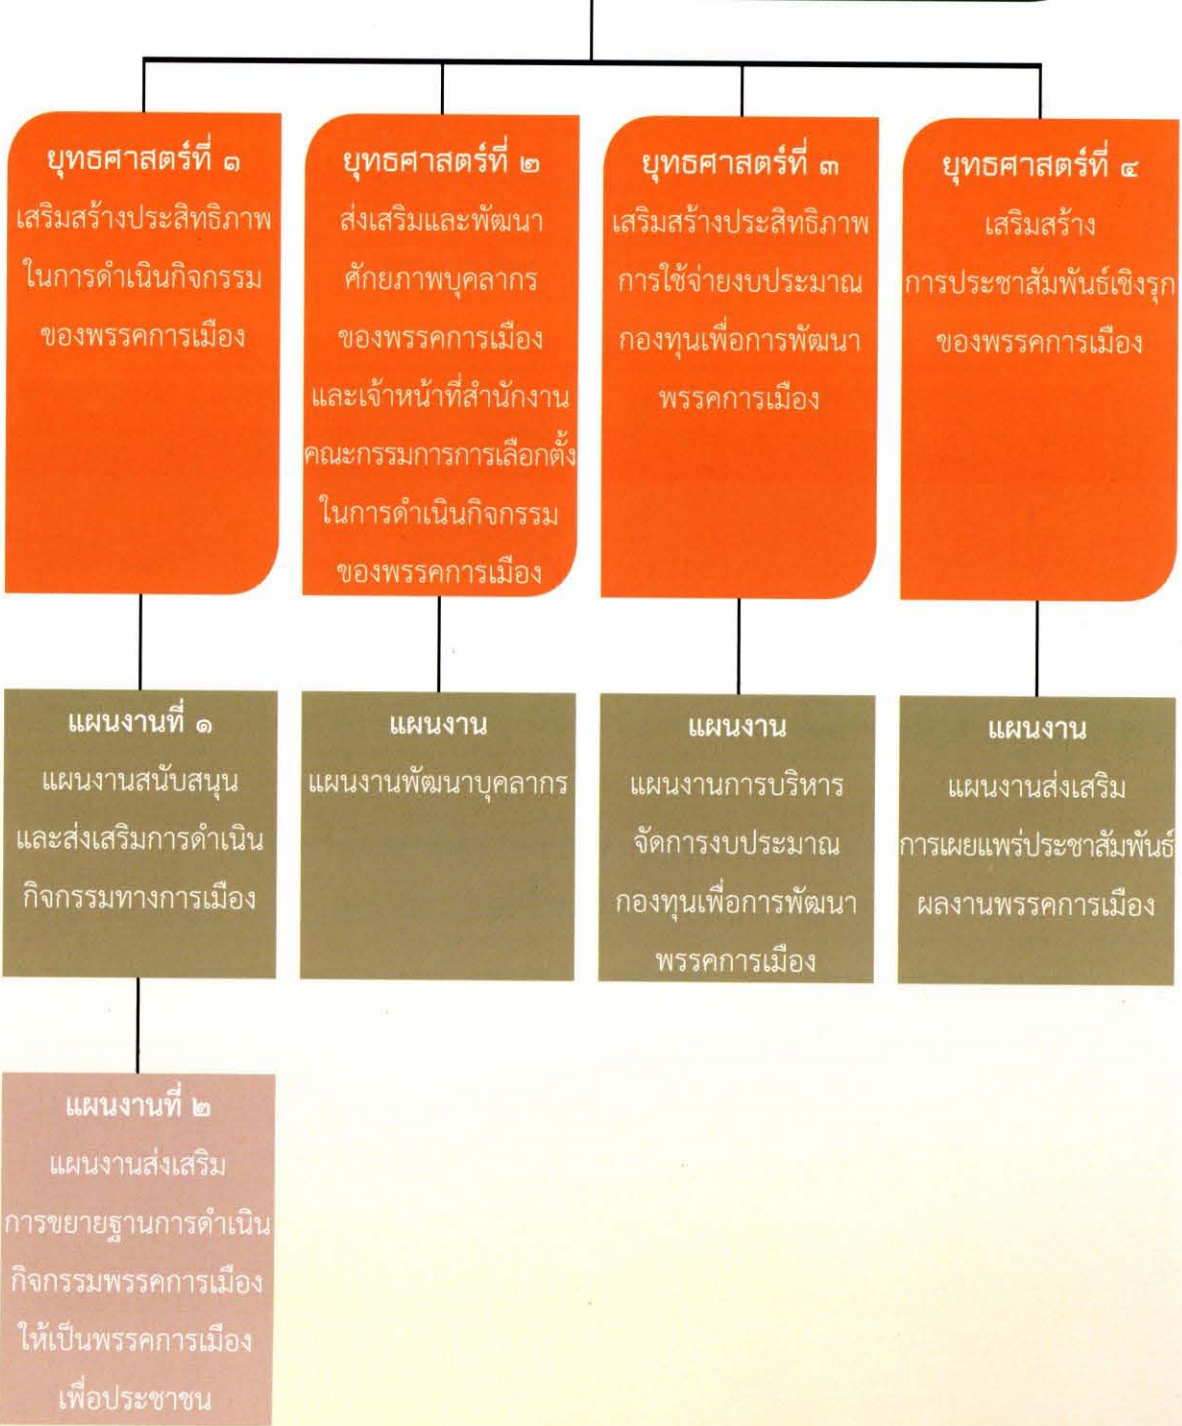 ยุทธศาสตร์ที่ ๑
เสริมสร้างประสิทธิภาพ
ในการดำเนินกิจกรรม
ของพรรคการเมือง
ยุทธศาสตร์ที่ ๒
ส่งเสริมและพัฒนา
ศักยภาพบุคลากร
ของพรรคการเมือง
และเจ้าหน้าที่สำนักงาน
คณะกรรมการการเลือกตั้ง
ในการดำเนินกิจกรรม
ของพรรคการเมือง
ยุทธศาสตร์ที่ ๓
เสริมสร้างประสิทธิภาพ
การใช้จ่ายงบประมาณ
กองทุนเพื่อการพัฒนา
พรรคการเมือง
ยุทธศาสตร์ที่ ๔
เสริมสร้าง
การประชาสัมพันธ์เชิงรุก
ของพรรคการเมือง
แผนงานที่ ๑
แผนงานสนับสนุน
และส่งเสริมการดำเนิน
กิจกรรมทางการเมือง
แผนงาน
แผนงานพัฒนาบุคลากร
แผนงาน
แผนงานการบริหาร
จัดการงบประมาณ
กองทุนเพื่อการพัฒนา
พรรคการเมือง
แผนงาน
แผนงานส่งเสริม
การเผยแพร่ประชาสัมพันธ์
ผลงานพรรคการเมือง
แผนงานที่ ๒
แผนงานส่งเสริม
การขยายฐานการดำเนิน
กิจกรรมพรรคการเมือง
ให้เป็นพรรคการเมือง
เพื่อประชาชน